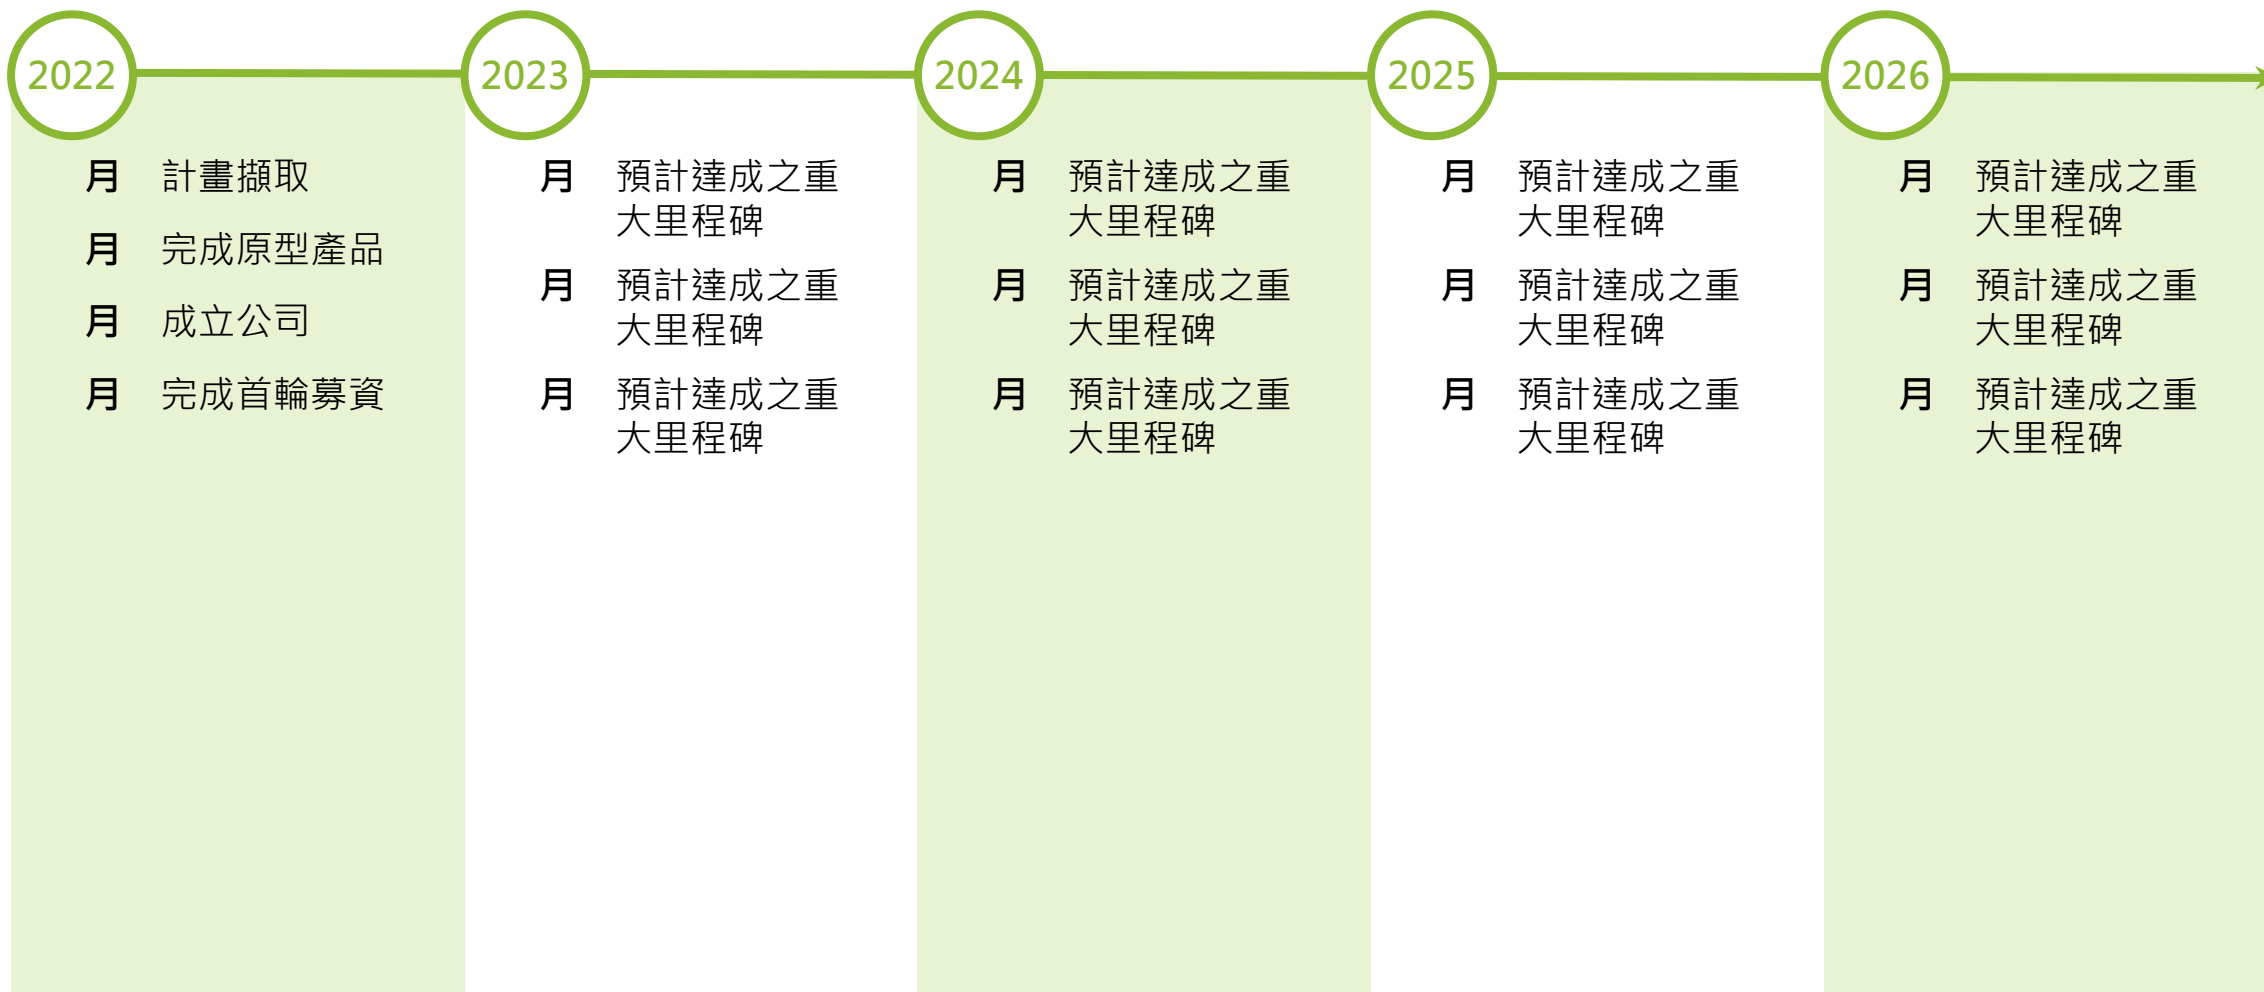 2022
月 計畫擷取
月 完成原型產品
月 成立公司
月 完成首輪募資
2023
月 預計達成之重
大里程碑
月 預計達成之重
大里程碑
月 預計達成之重
大里程碑
2024
月 預計達成之重
大里程碑
月 預計達成之重
大里程碑
月 預計達成之重
大里程碑
2025
月 預計達成之重
大里程碑
月 預計達成之重
大里程碑
月 預計達成之重
大里程碑
2026
月 預計達成之重
大里程碑
月 預計達成之重
大里程碑
月 預計達成之重
大里程碑